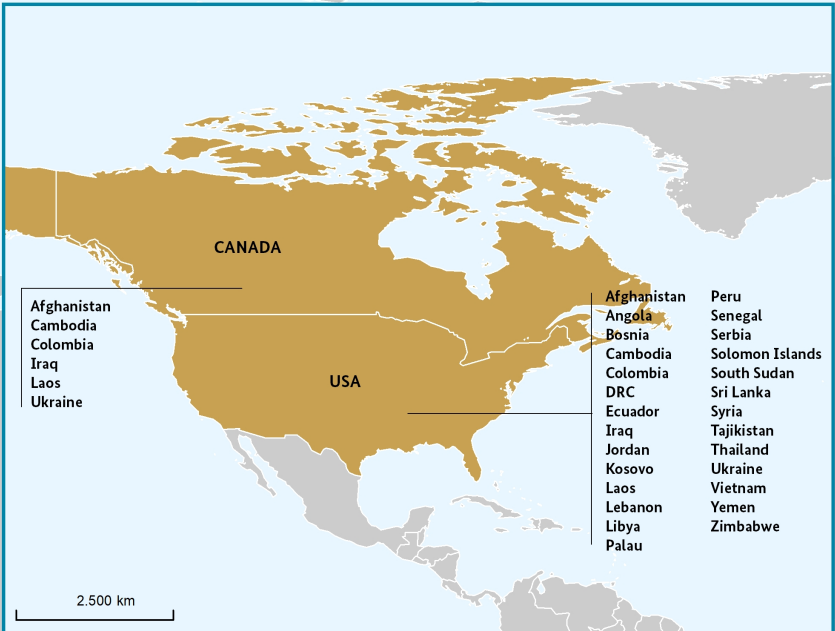 CANADA
Afghanistan
Cambodia
Colombia
Iraq
Laos
Ukraine
USA
Afghanistan
Angola
Bosnia
Cambodia
Colombia
DRC
Ecuador
Iraq
Jordan
Kosovo
Laos
Lebanon
Libya
Palau
Peru
Senegal
Serbia
Solomon Islands
South Sudan
Sri Lanka
Syria
Tajikistan
Thailand
Ukraine
Vietnam
Yemen
Zimbabwe
2.500 km